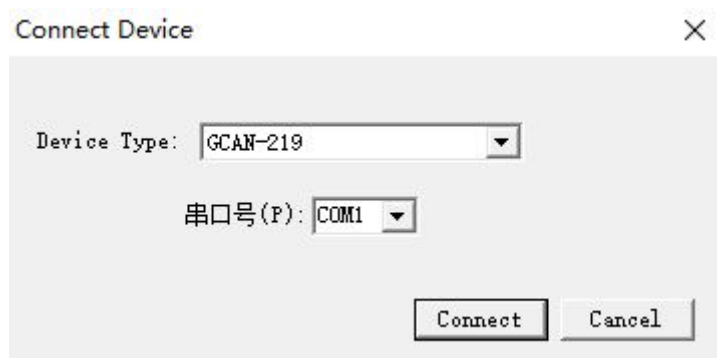 Connect Device
Device Type: GCAN-219
串口号(P): COM1
Connect Cancel